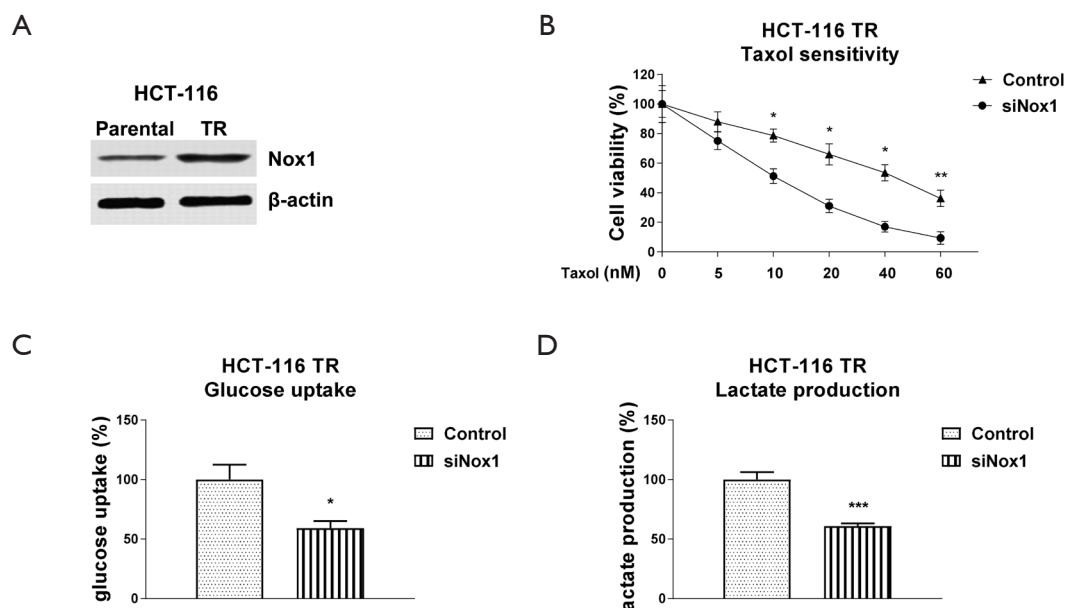 A
HCT-116
Parental TR
Nox1
β-actin
B
HCT-116 TR
Taxol sensitivity
Cell viability (%)
120
100
80
60
40
20
0
* * * **
Taxol (nM) 0 5 10 20 40 60
Control
siNox1
C
HCT-116 TR
Glucose uptake
glucose uptake (%)
150
100
50
0
*
Control
siNox1
D
HCT-116 TR
Lactate production
actate production (%)
150
100
50
0
***
Control
siNox1